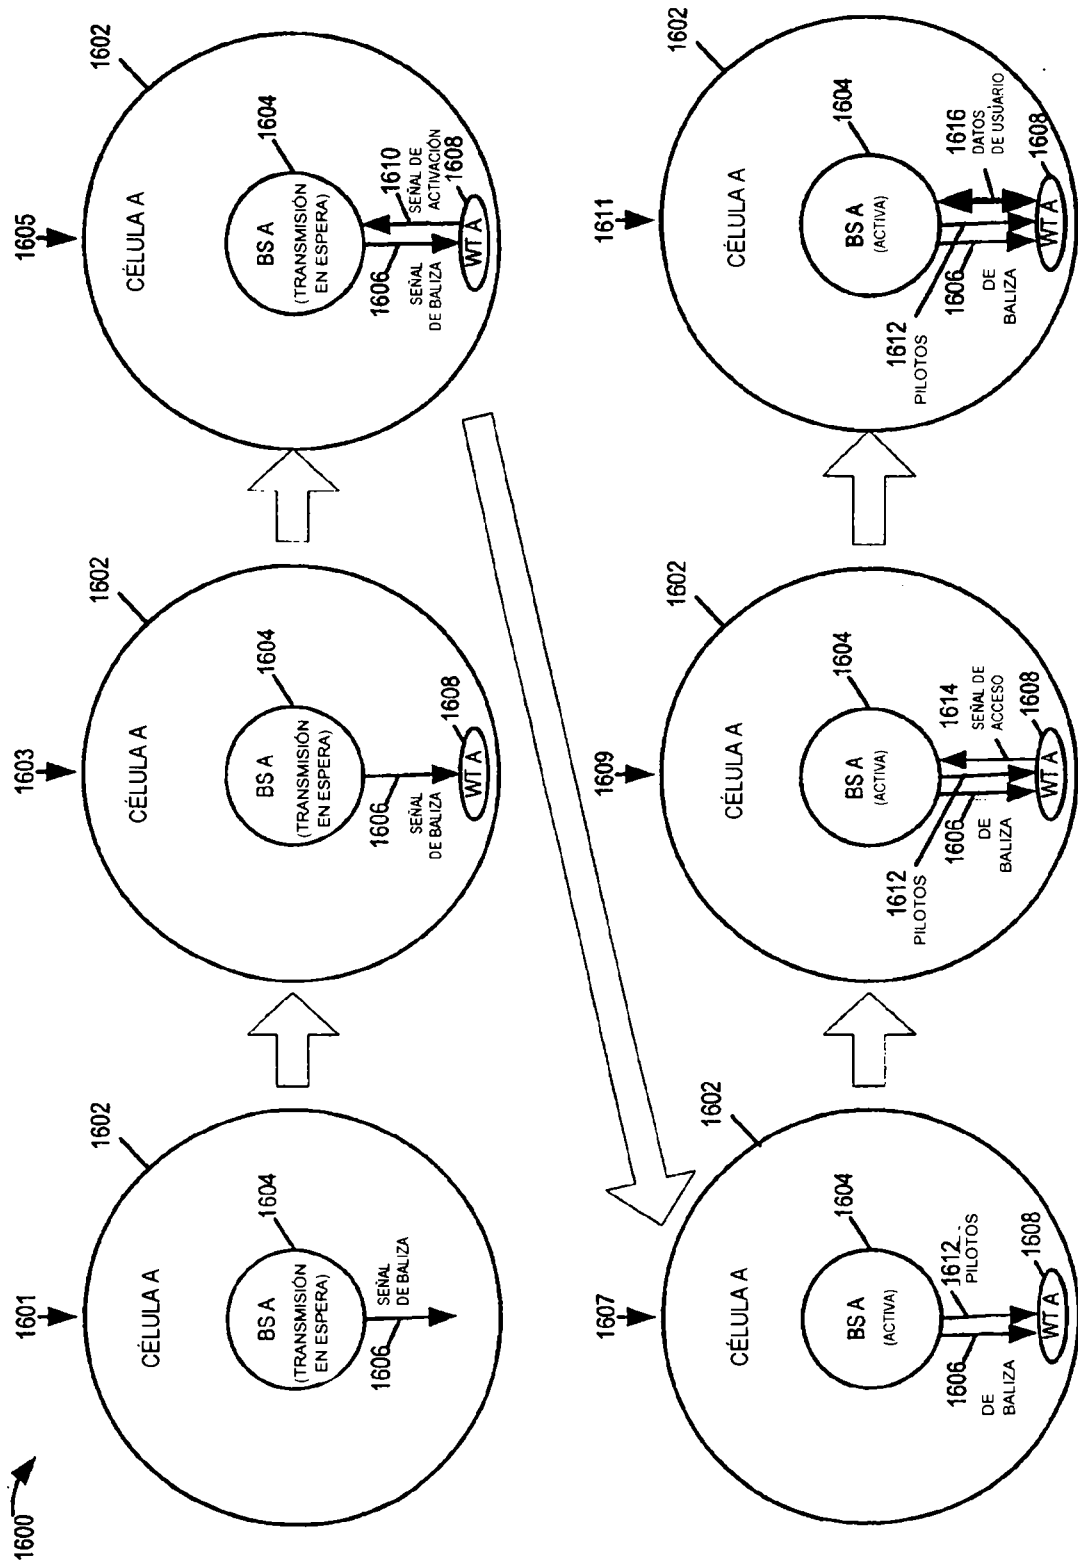 1600
1601
1602
CÉLULA A
1604
BS A
(TRANSMISIÓN
EN ESPERA)
1606
SEÑAL
DE BALIZA
1603
1602
CÉLULA A
1604
BS A
(TRANSMISIÓN
EN ESPERA)
1606
SEÑAL
DE BALIZA
1608
WT A
1605
1602
CÉLULA A
1604
BS A
(TRANSMISIÓN
EN ESPERA)
1606
SEÑAL
DE BALIZA
1610
SEÑAL DE
ACTIVACIÓN
1608
WT A
1607
1602
CÉLULA A
1604
BS A
(ACTIVA)
1606
DE
BALIZA
1612
PILOTOS
1608
WT A
1609
1602
CÉLULA A
1604
BS A
(ACTIVA)
1612
PILOTOS
1606
DE
BALIZA
1614
SEÑAL DE
ACCESO
1608
WT A
1611
1602
CÉLULA A
1604
BS A
(ACTIVA)
1612
PILOTOS
1606
DE
BALIZA
1616
DATOS
DE USUARIO
1608
WT A